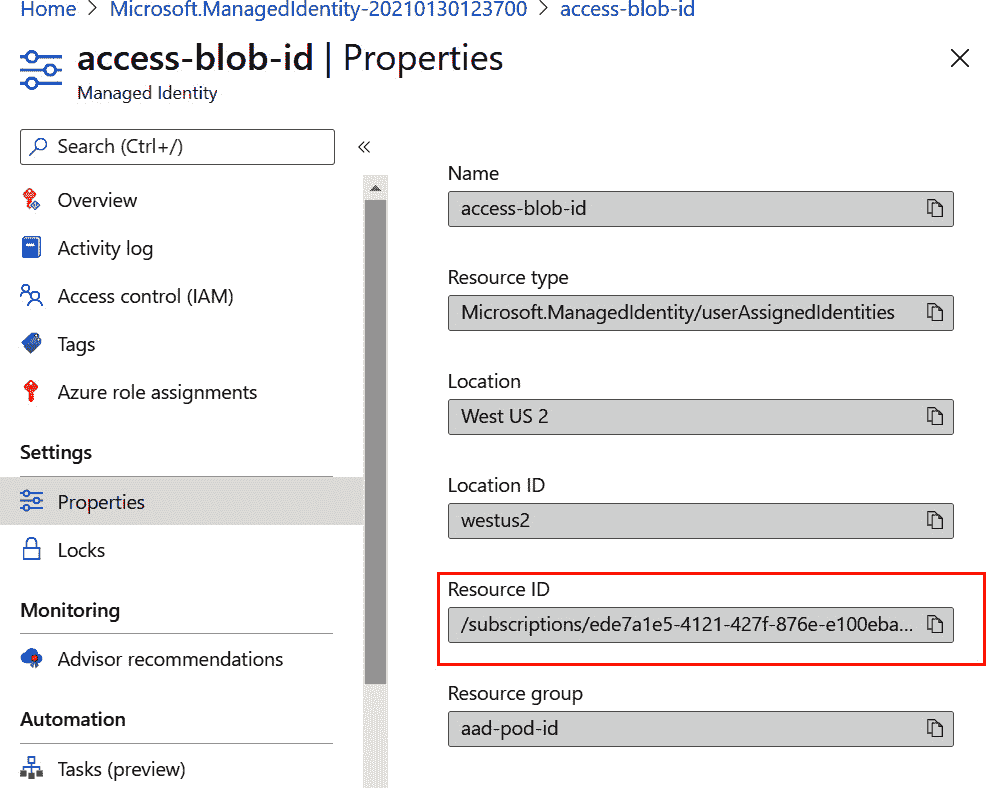 Home > Microsoft.ManagedIdentity-20210130123700 > access-blob-id
access-blob-id | Properties
Managed Identity
Search (Ctrl+/)
«
Overview
Activity log
Access control (IAM)
Tags
Azure role assignments
Settings
Properties
Locks
Monitoring
Advisor recommendations
Automation
Tasks (preview)
Name
access-blob-id
Resource type
Microsoft.ManagedIdentity/userAssignedIdentities
Location
West US 2
Location ID
westus2
Resource ID
/subscriptions/ede7a1e5-4121-427f-876e-e100eba...
Resource group
aad-pod-id